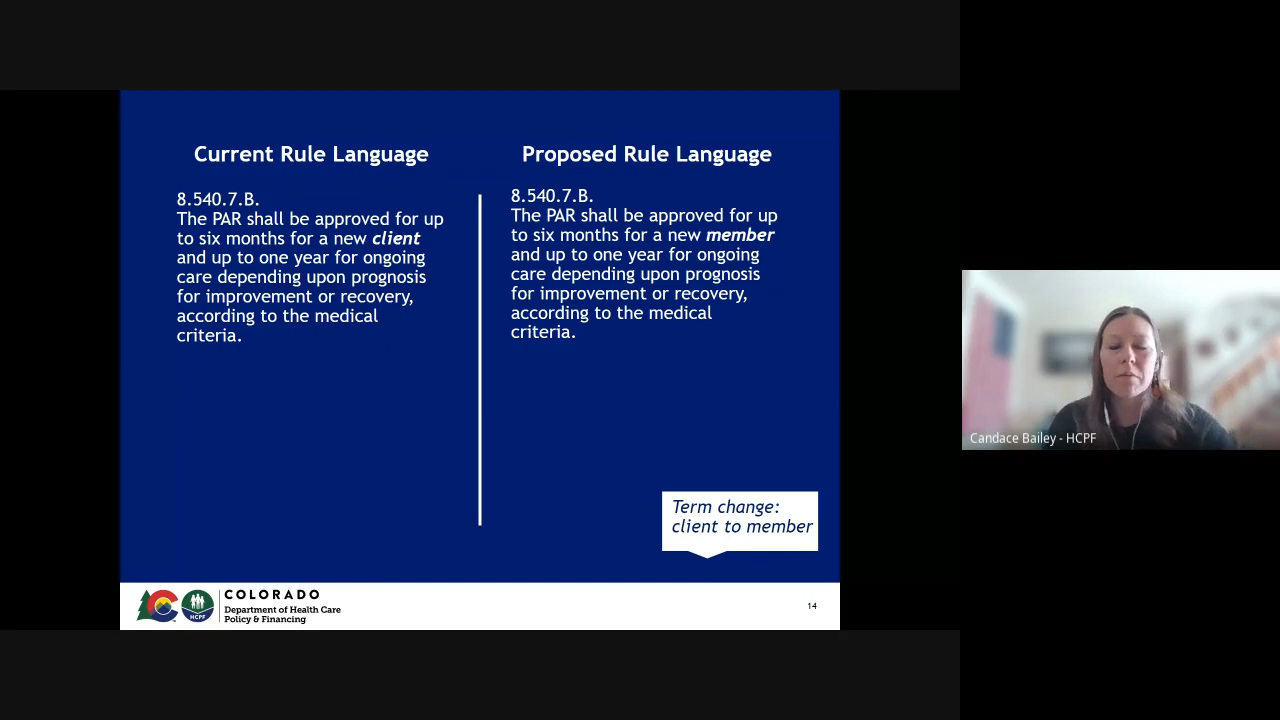 Current Rule Language
8.540.7.B.
The PAR shall be approved for up
to six months for a new client
and up to one year for ongoing
care depending upon prognosis
for improvement or recovery,
according to the medical
criteria.
Proposed Rule Language
8.540.7.B.
The PAR shall be approved for up
to six months for a new member
and up to one year for ongoing
care depending upon prognosis
for improvement or recovery,
according to the medical
criteria.
Term change:
client to member
HCPF
COLORADO
Department of Health Care
Policy & Financing
14
Candace Bailey - HCPF